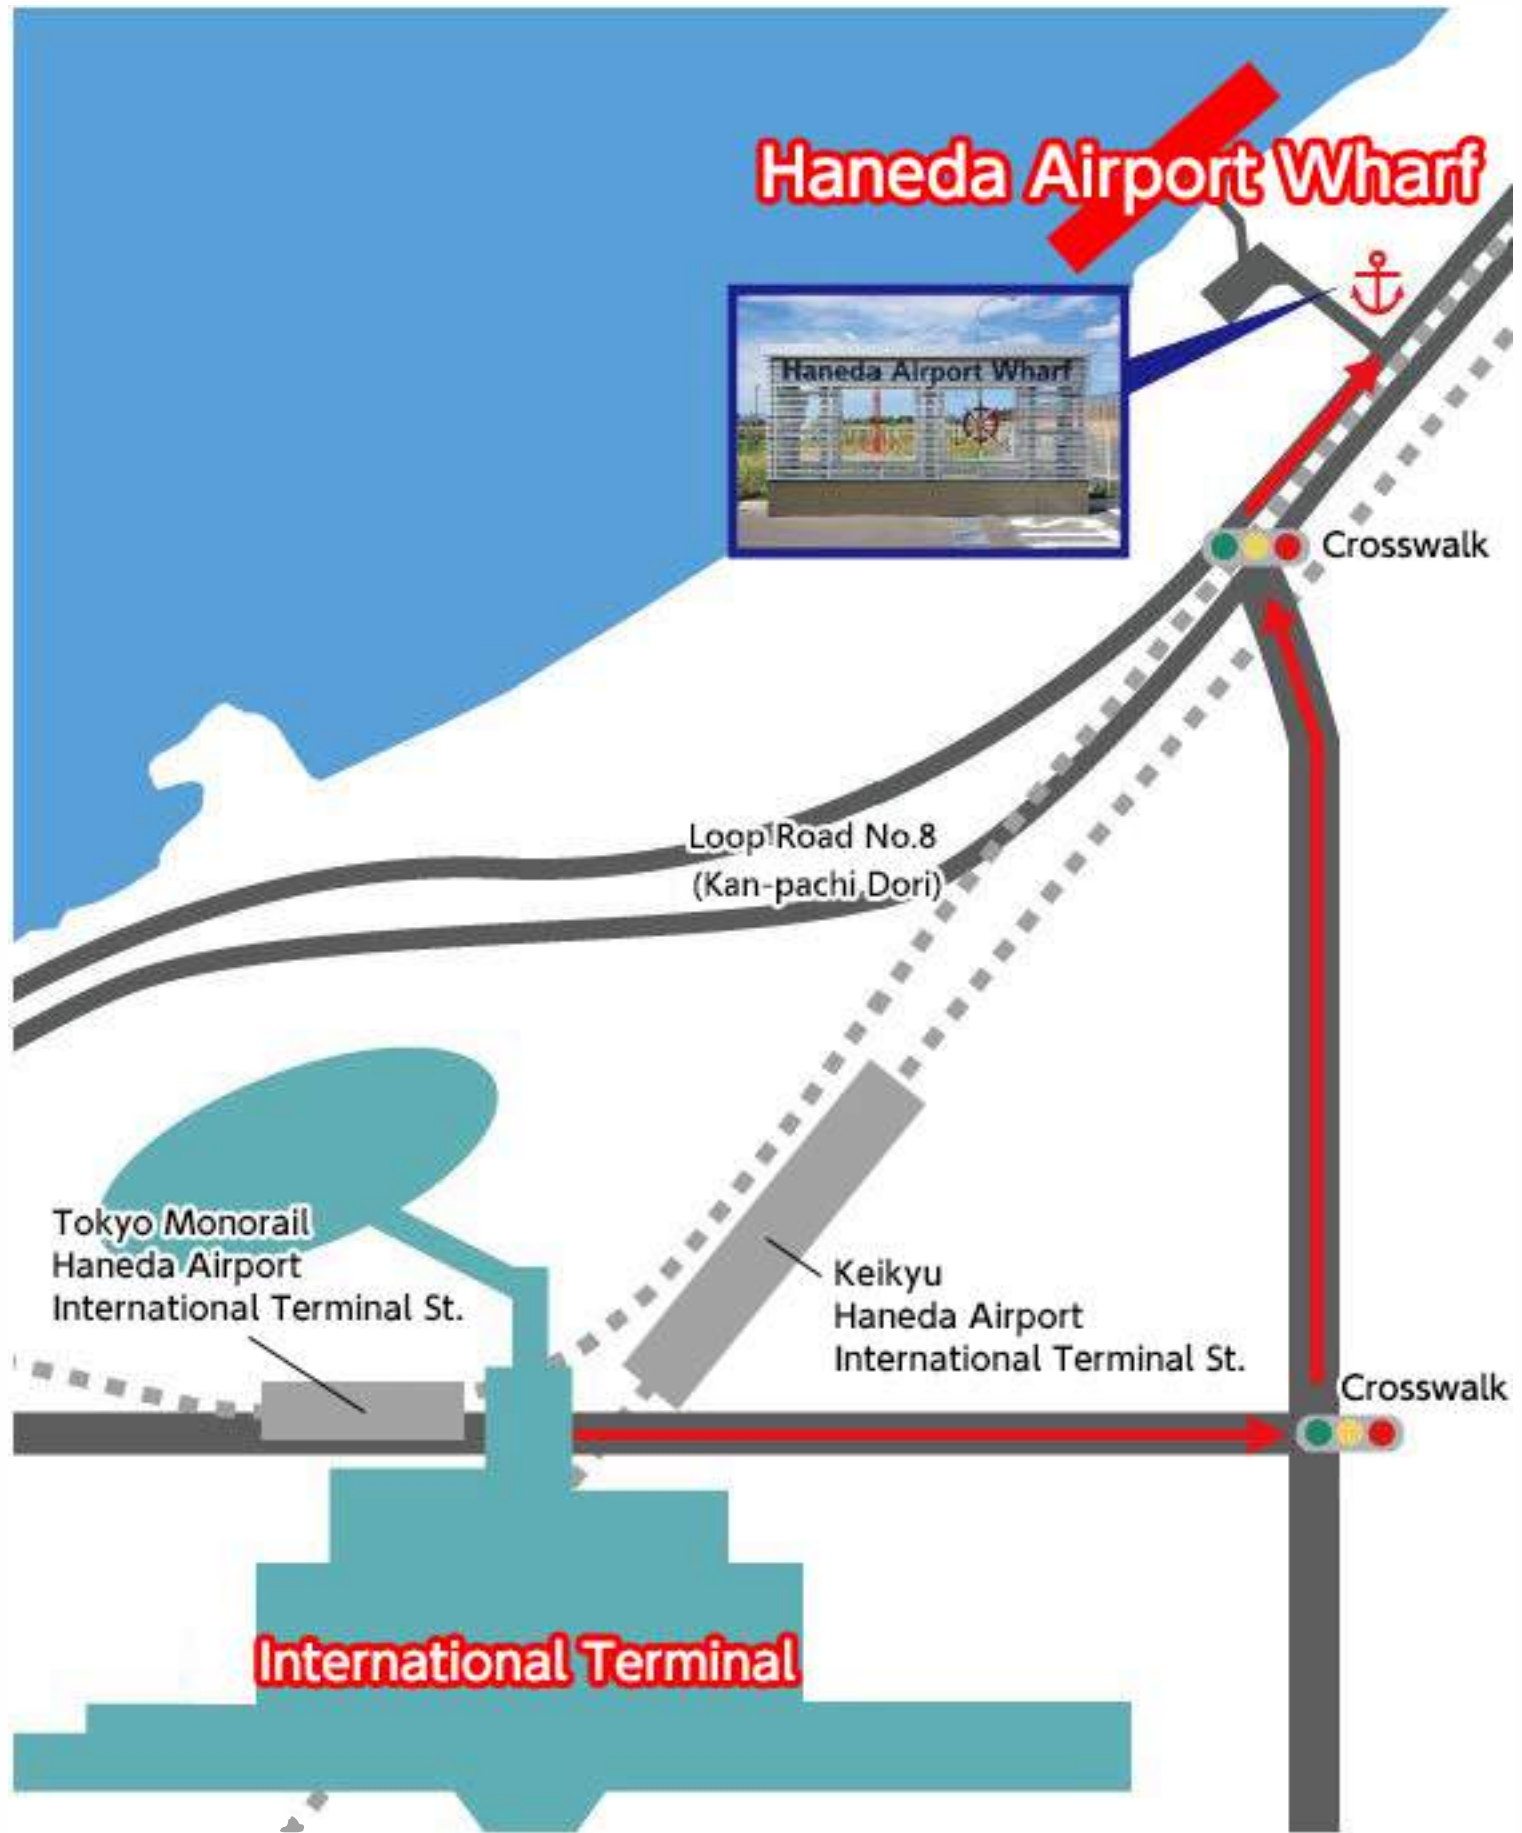 Haneda Airport Wharf
Haneda Airport Wharf
Crosswalk
Loop Road No.8
(Kan-pachi Dori)
Tokyo Monorail
Haneda Airport
International Terminal St.
Keikyu
Haneda Airport
International Terminal St.
Crosswalk
International Terminal